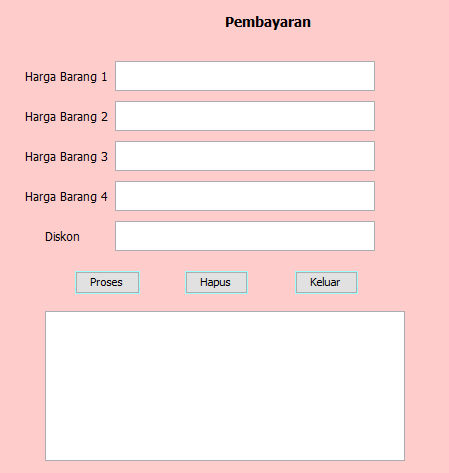 Pembayaran
Harga Barang 1
Harga Barang 2
Harga Barang 3
Harga Barang 4
Diskon
Proses Hapus Keluar